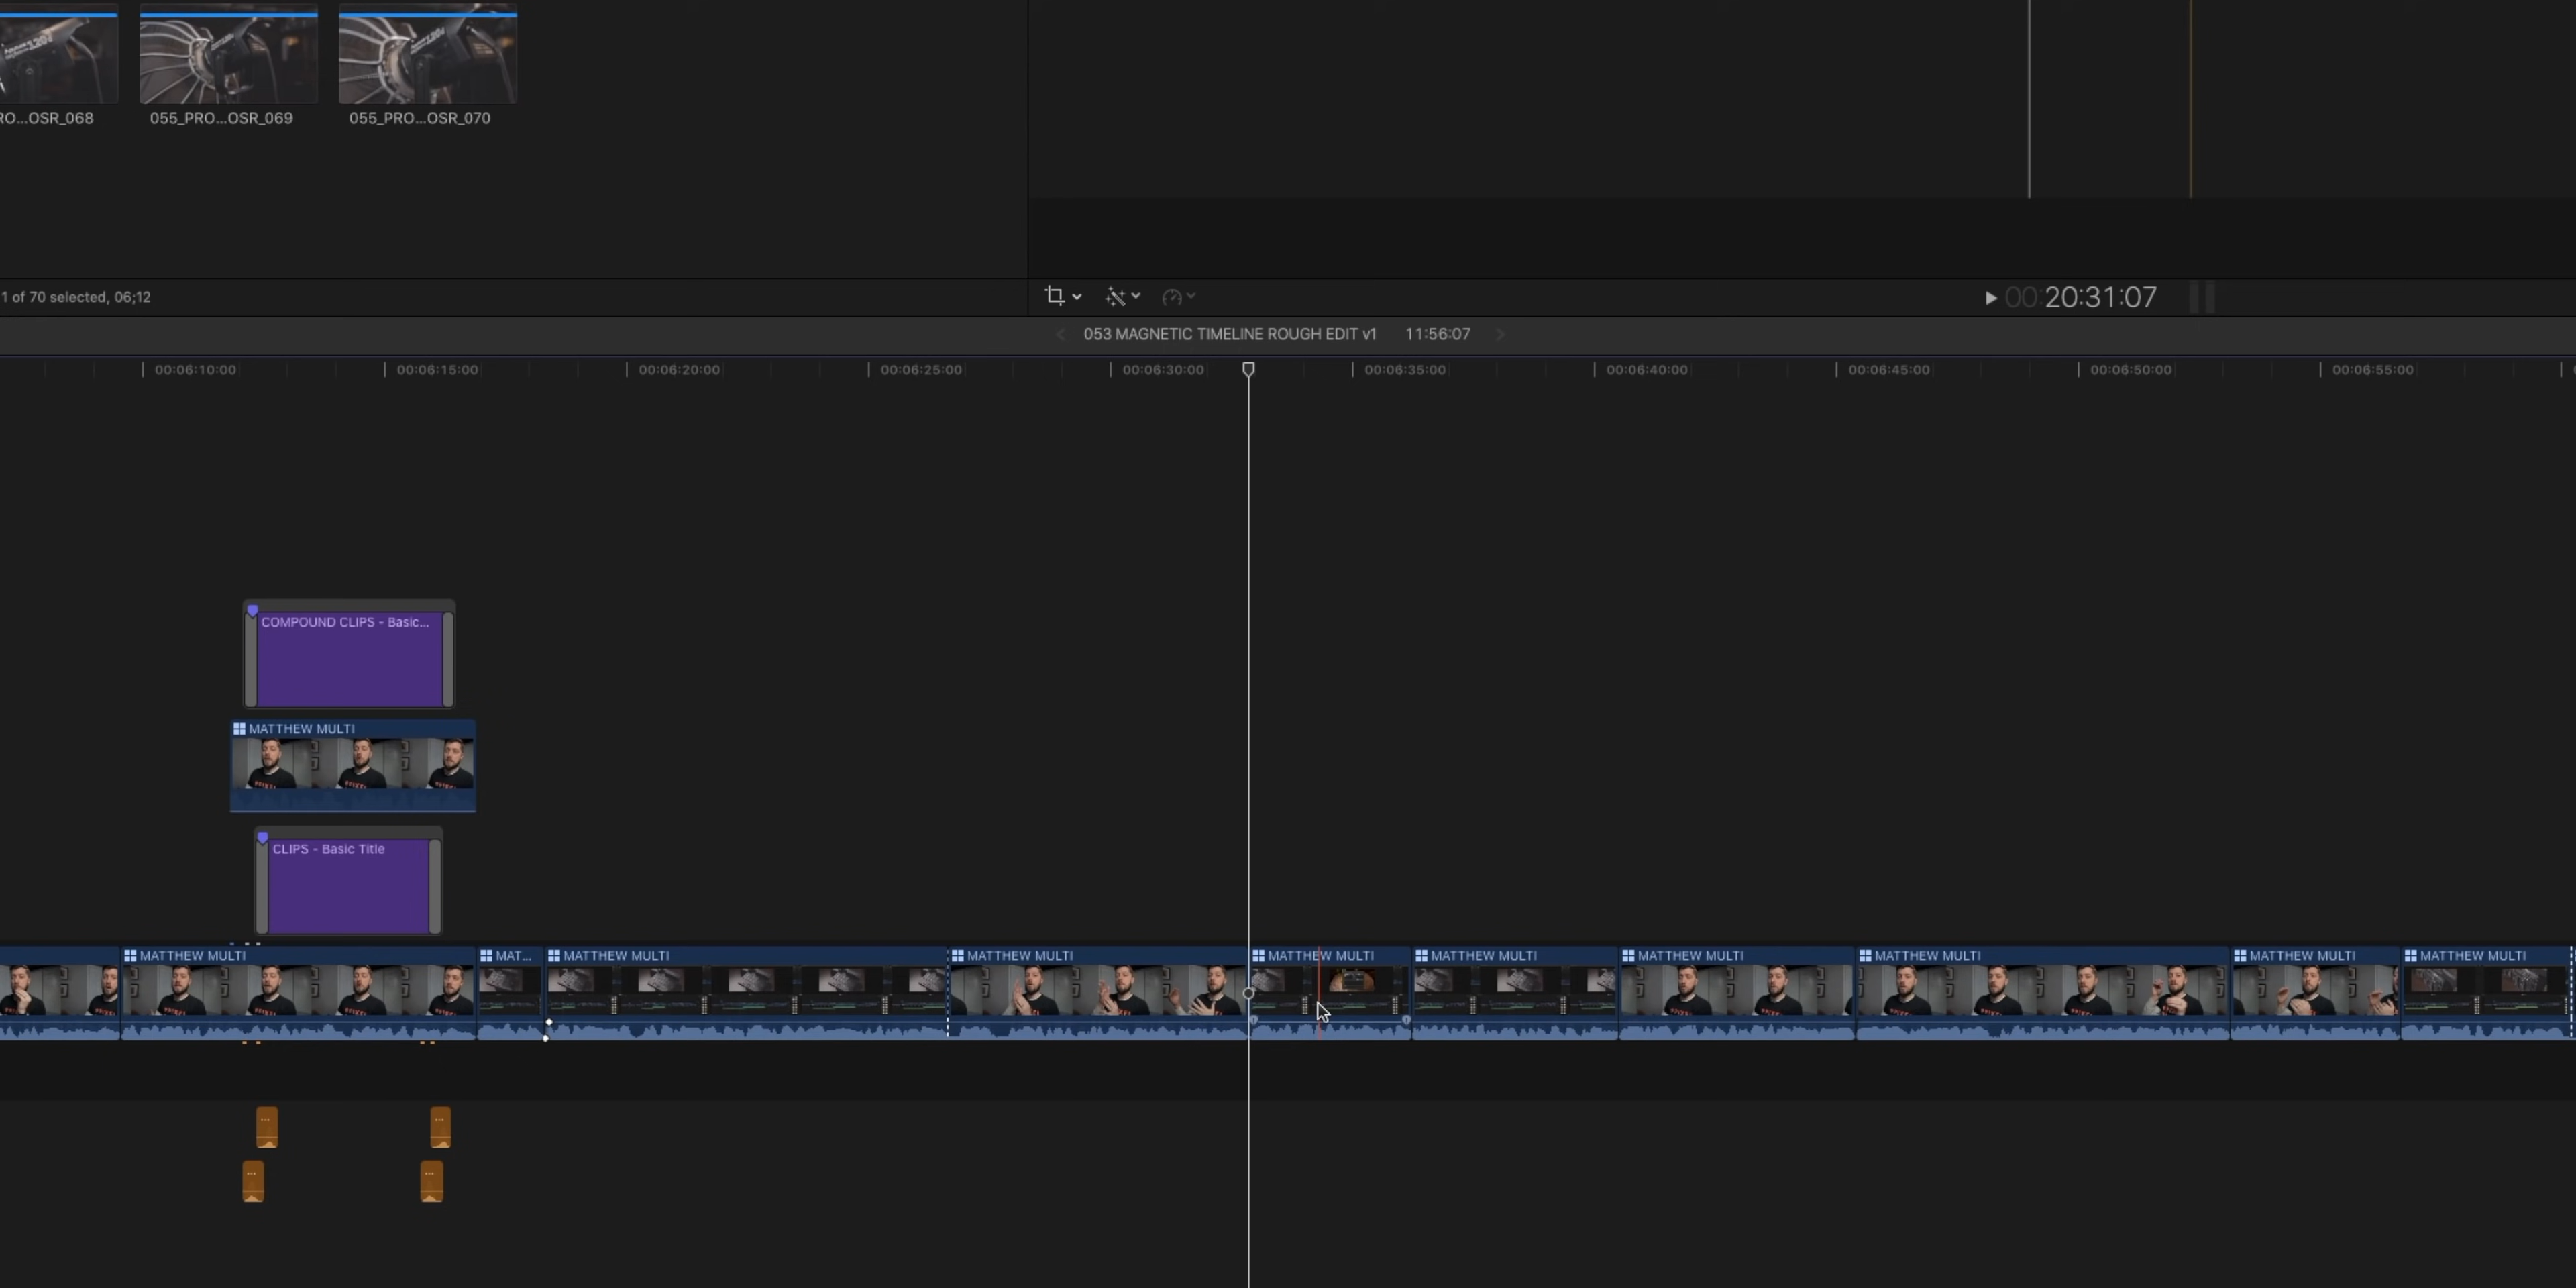 RO...OSR_068
055_PRO...OSR_069
055_PRO...OSR_070
1 of 70 selected, 06;12
00:20:31:07
053 MAGNETIC TIMELINE ROUGH EDIT v1 11:56:07
00:06:10:00 00:06:15:00 00:06:20:00 00:06:25:00 00:06:30:00 00:06:35:00 00:06:40:00 00:06:45:00 00:06:50:00 00:06:55:00
COMPOUND CLIPS - Basic...
MATTHEW MULTI
CLIPS - Basic Title
MATTHEW MULTI MAT... MATTHEW MULTI MATTHEW MULTI MATTHEW MULTI MATTHEW MULTI MATTHEW MULTI MATTHEW MULTI MATTHEW MULTI MATTHEW MULTI